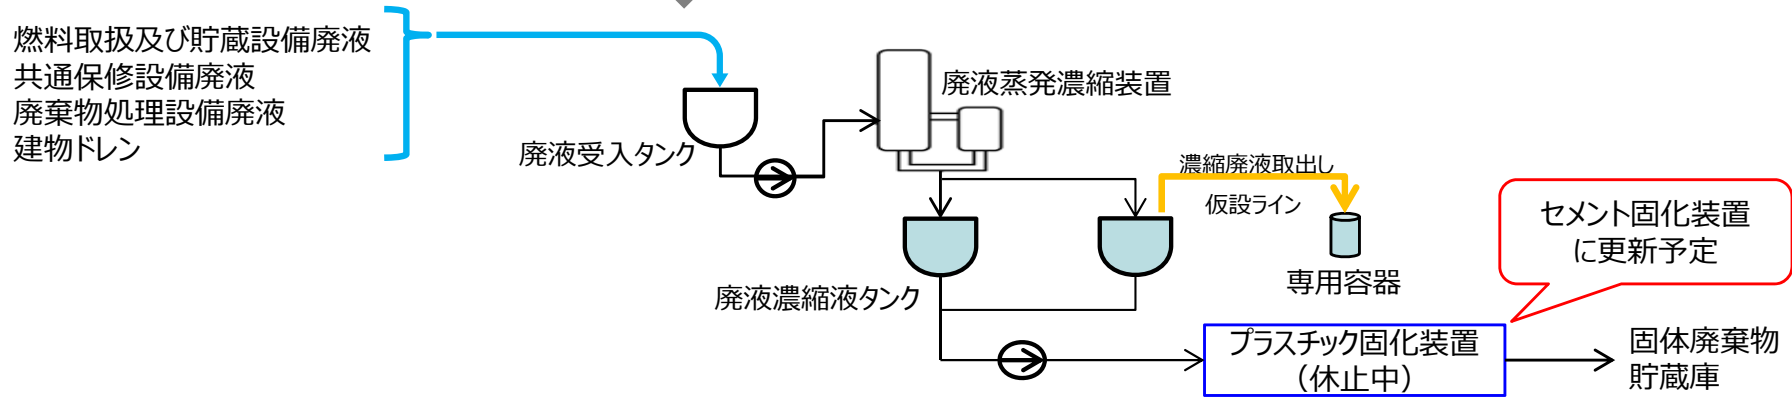 燃料取扱及び貯蔵設備廃液
共通保修設備廃液
廃棄物処理設備廃液
建物ドレン
廃液受入タンク
廃液蒸発濃縮装置
濃縮廃液取出し
仮設ライン
専用容器
廃液濃縮液タンク
セメント固化装置
に更新予定
プラスチック固化装置
（休止中）
固体廃棄物
貯蔵庫